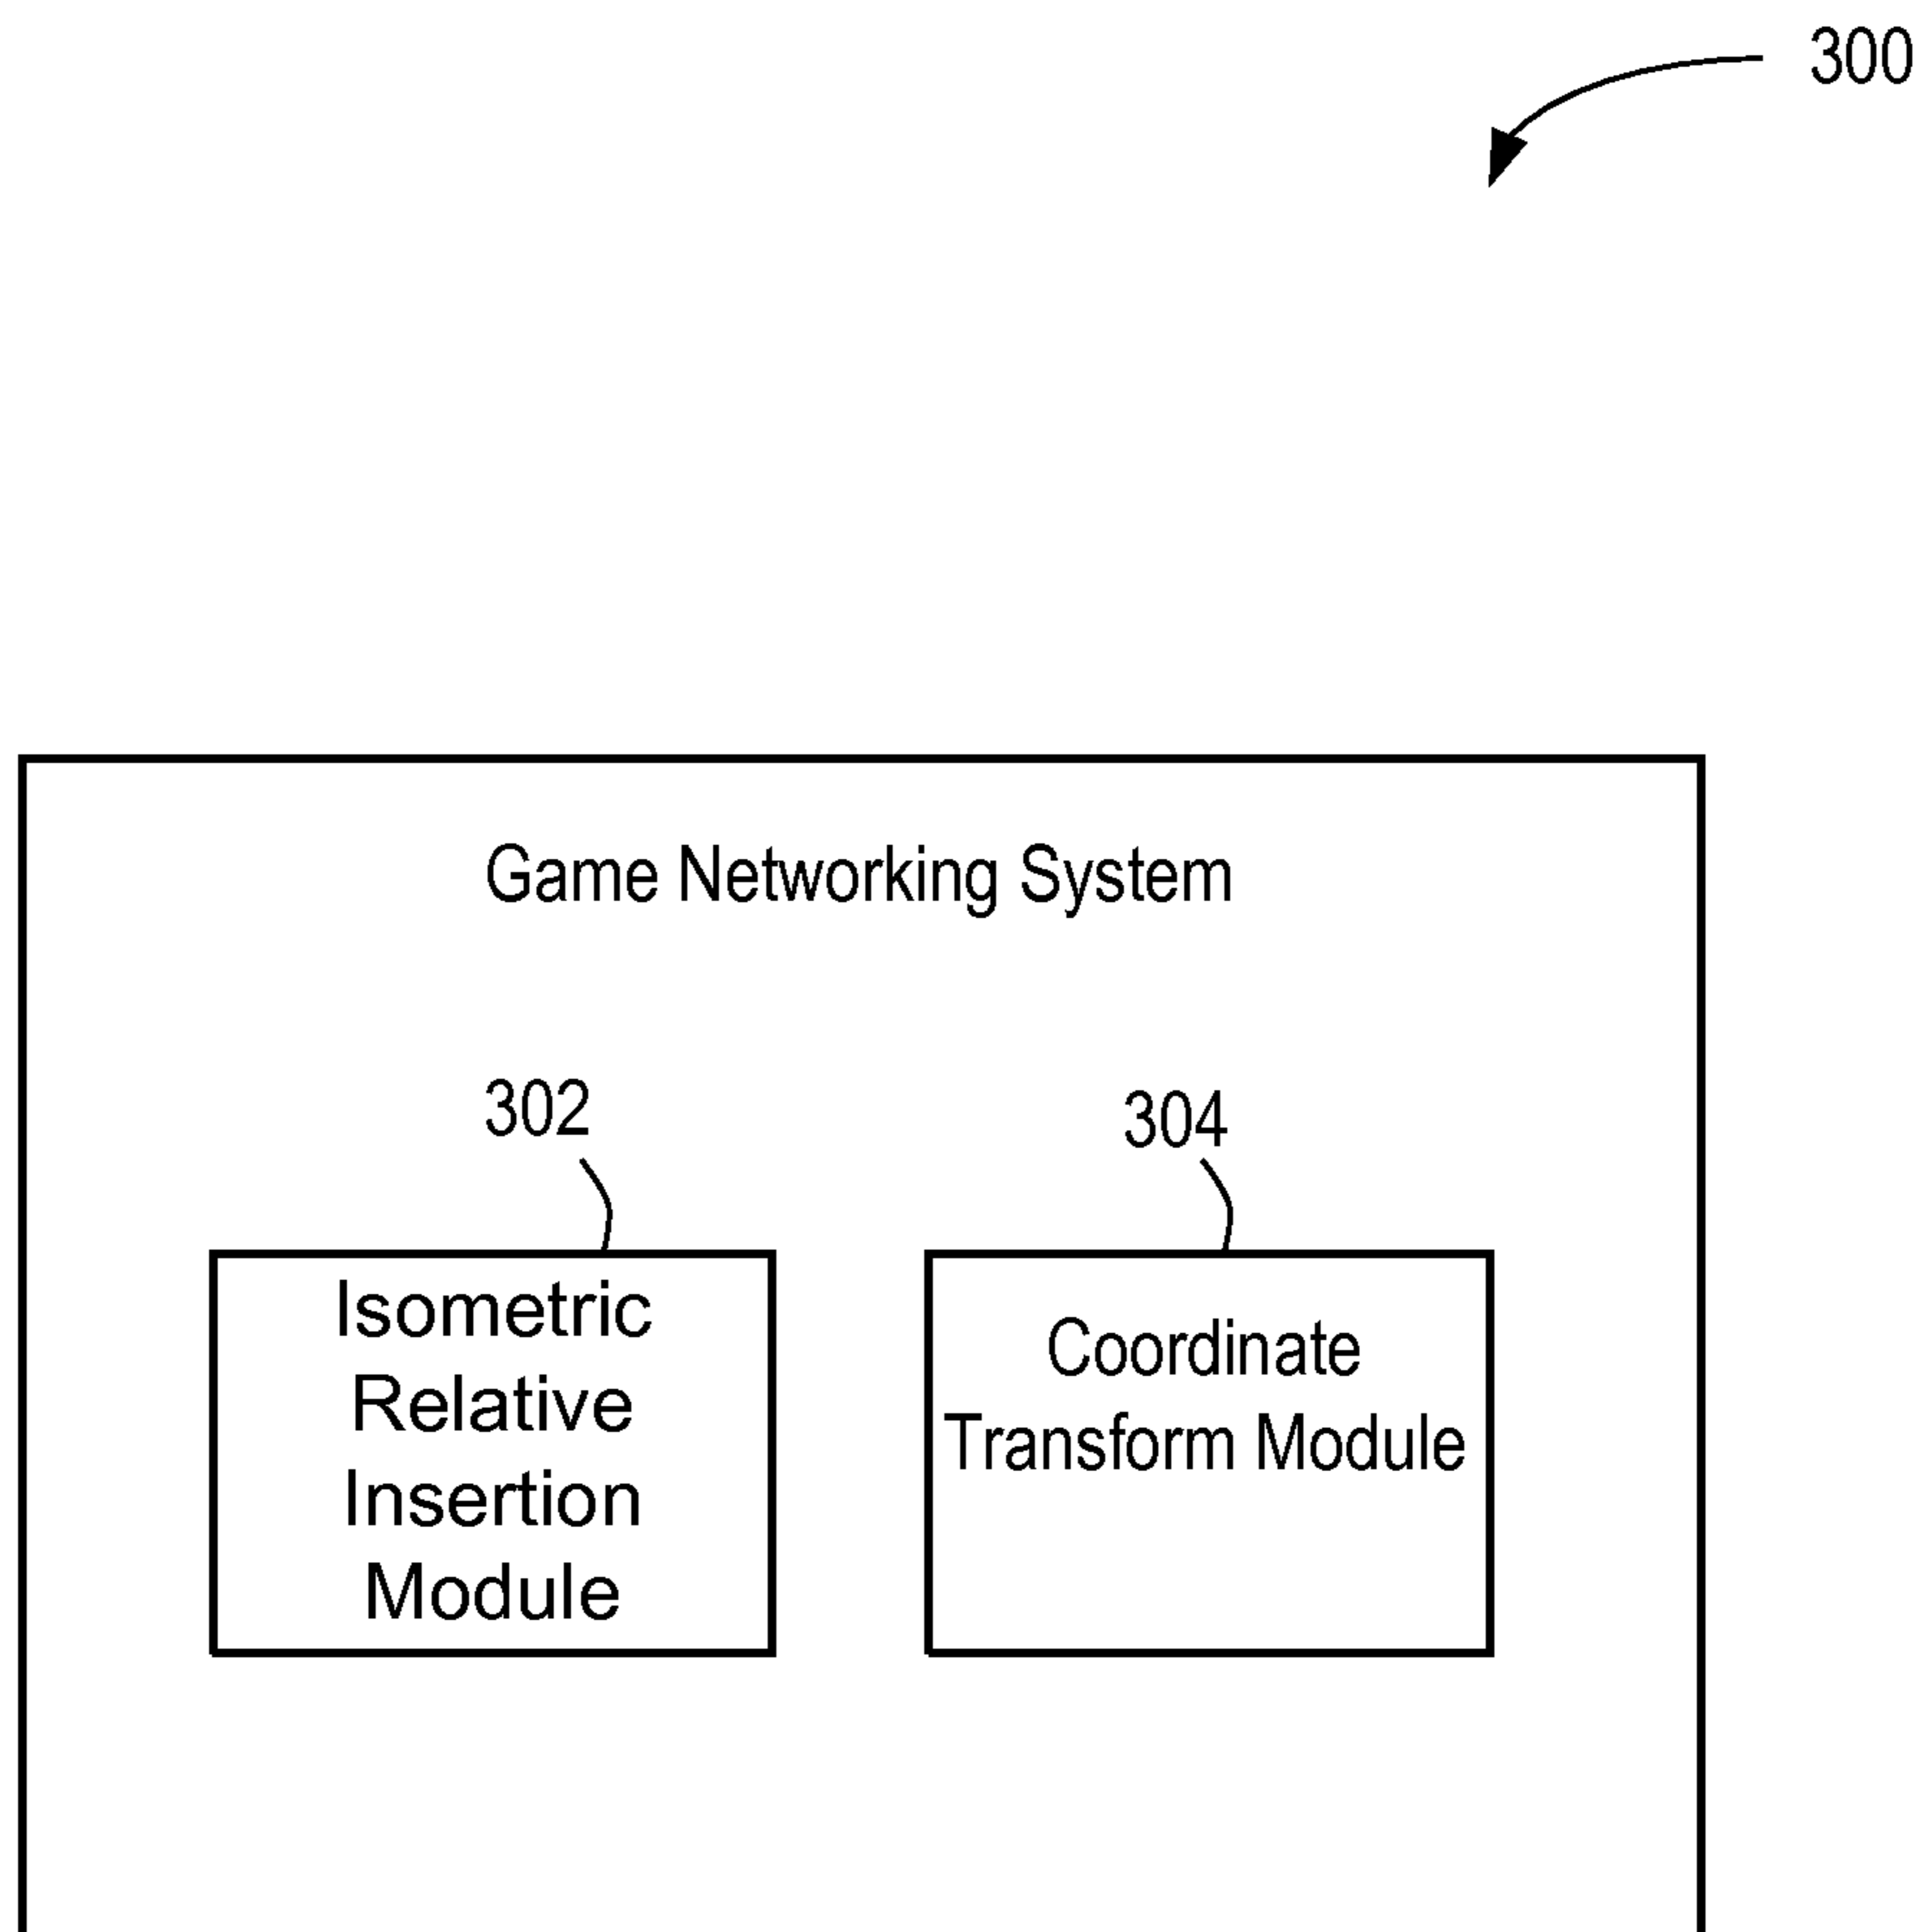 300
Game Networking System
302
304
Isometric
Relative
Insertion
Module
Coordinate
Transform Module